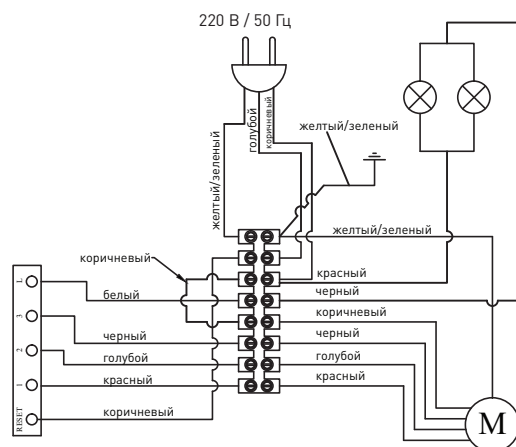 220 В / 50 Гц
желтый/зеленый
голубой
коричневый
желтый/зеленый
желтый/зеленый
коричневый
красный
белый
черный
коричневый
черный
черный
голубой
голубой
красный
красный
коричневый
L
3
2
1
RESET
M